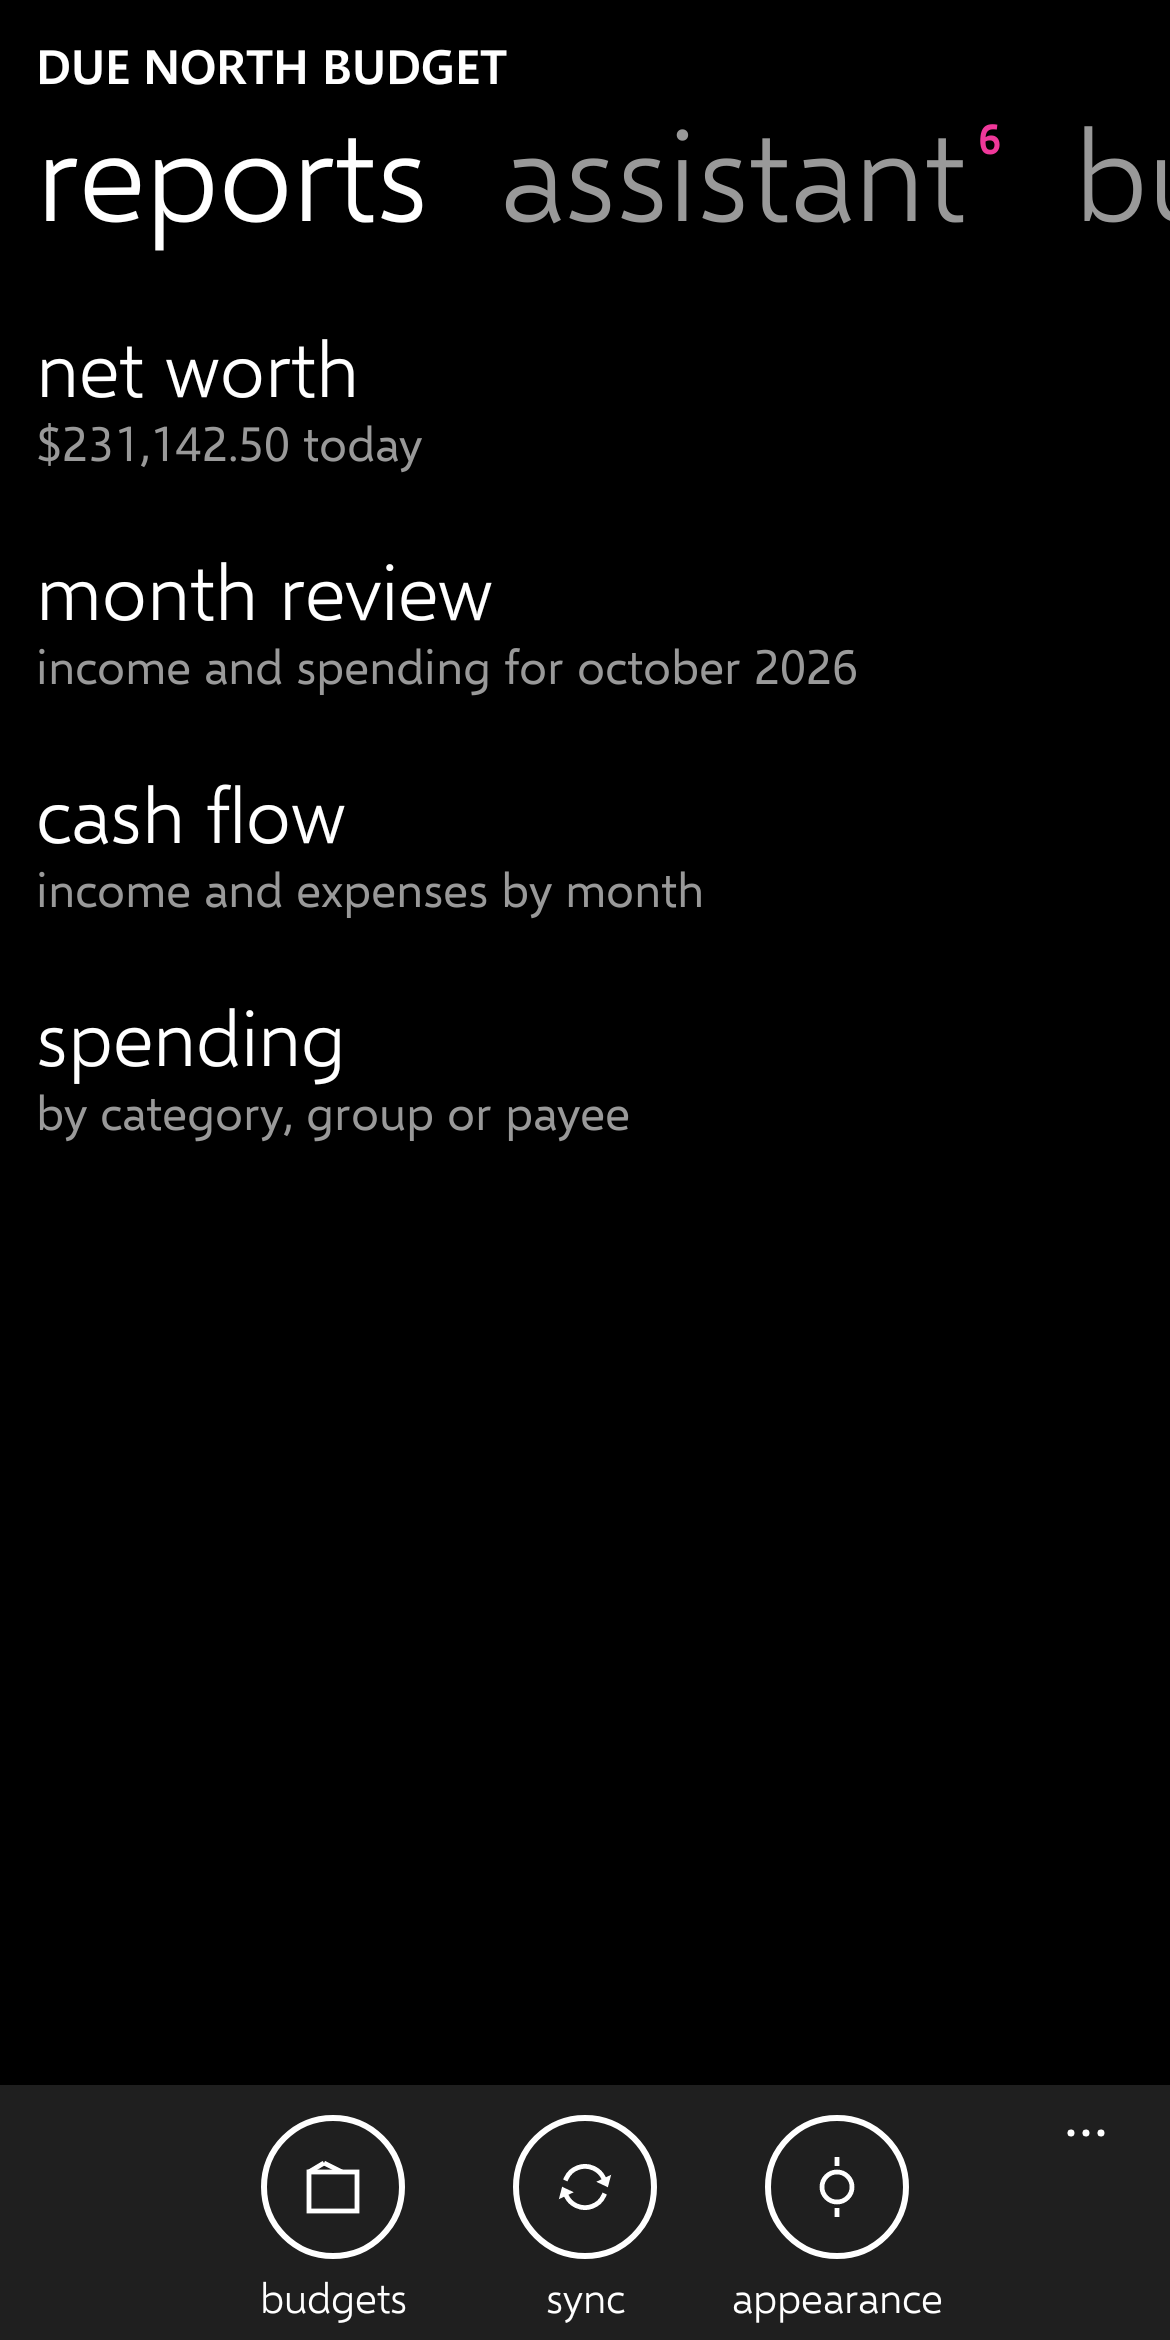 DUE NORTH BUDGET
reports assistant 6 bu
net worth
$231,142.50 today
month review
income and spending for october 2026
cash flow
income and expenses by month
spending
by category, group or payee
budgets sync appearance